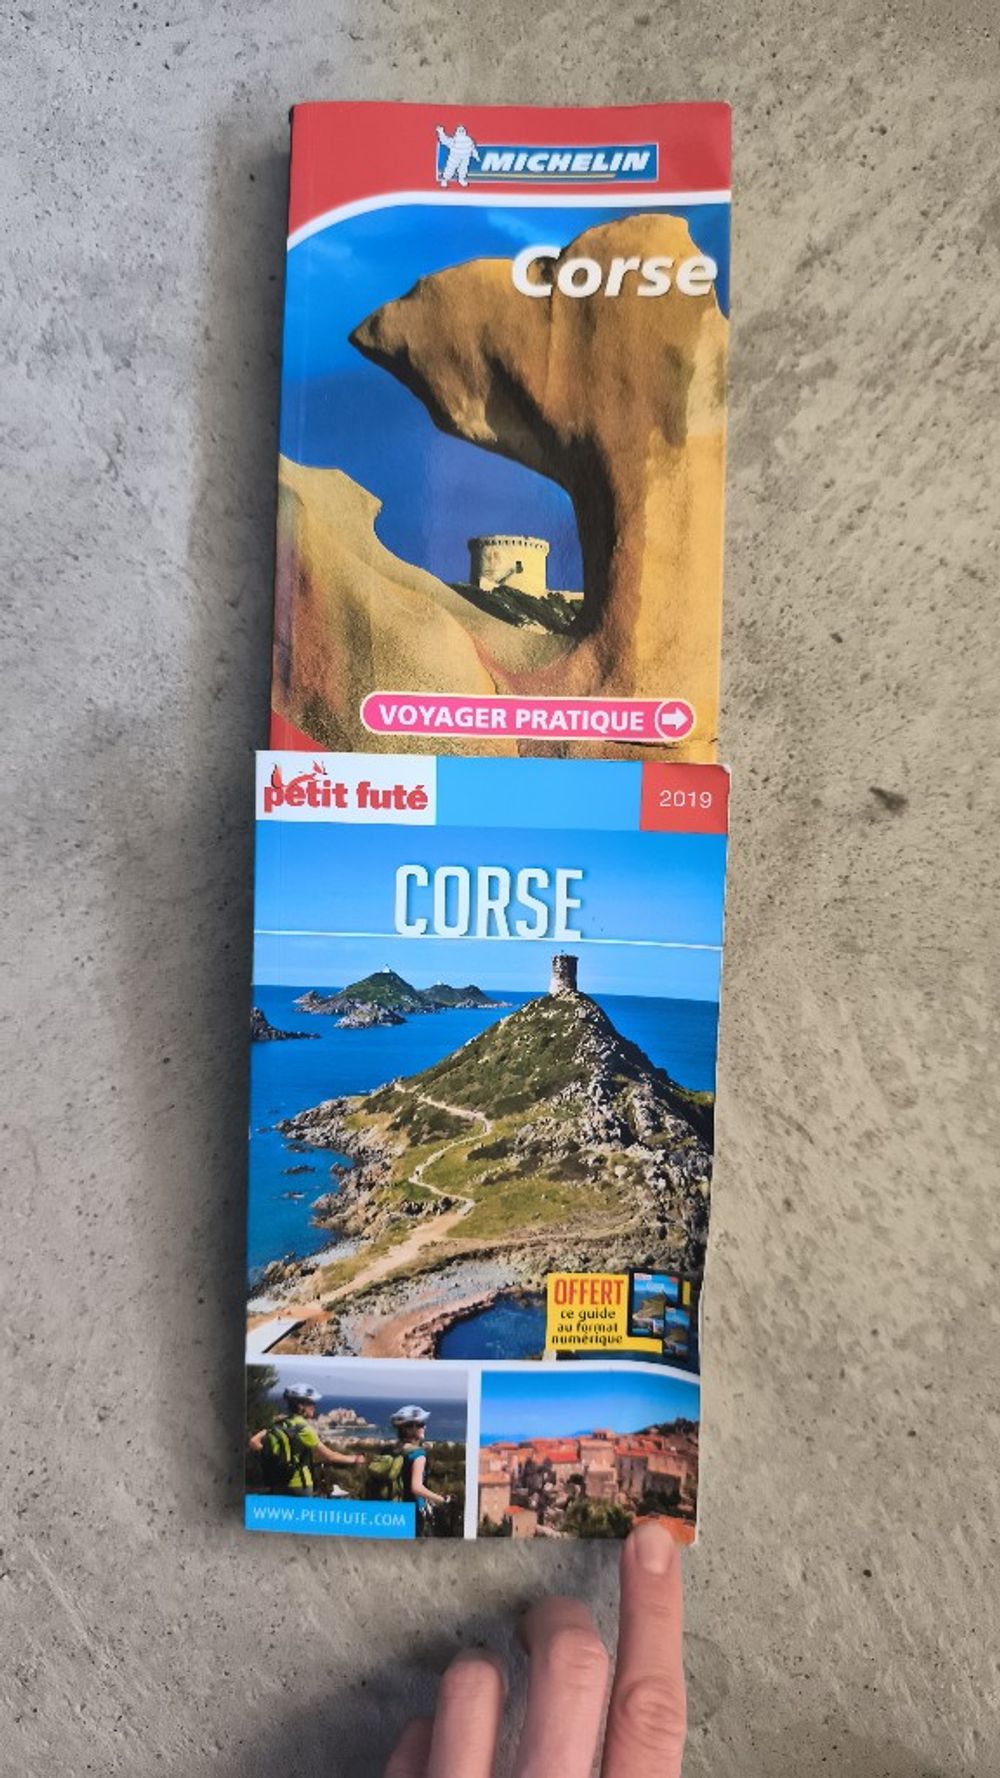 MICHELIN
Corse
VOYAGER PRATIQUE
petit futé
2019
CORSE
OFFERT
ce guide
au format
numérique
WWW.PETITFUTE.COM